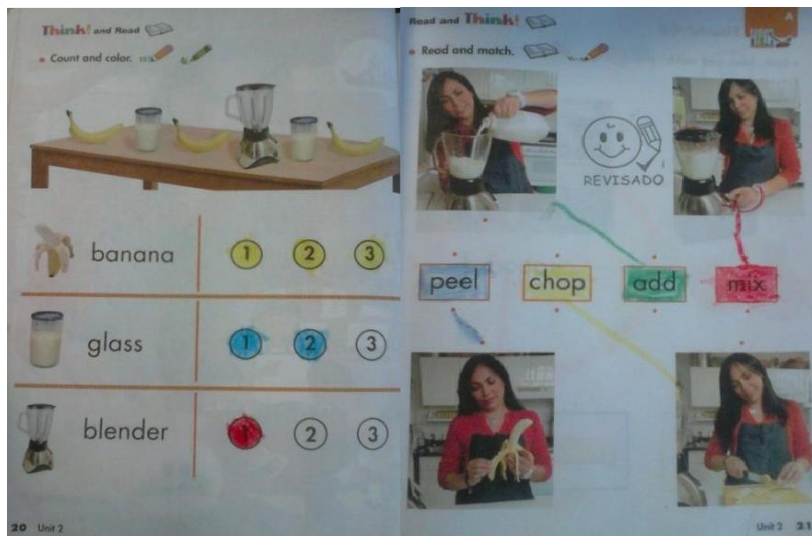 Think! and Read
Count and color.
banana 1 2 3
glass 1 2 3
blender 1 2 3
20 Unit 2
Read and Think!
A
Read and match.
REVISADO
peel chop add mix
Unit 2 21